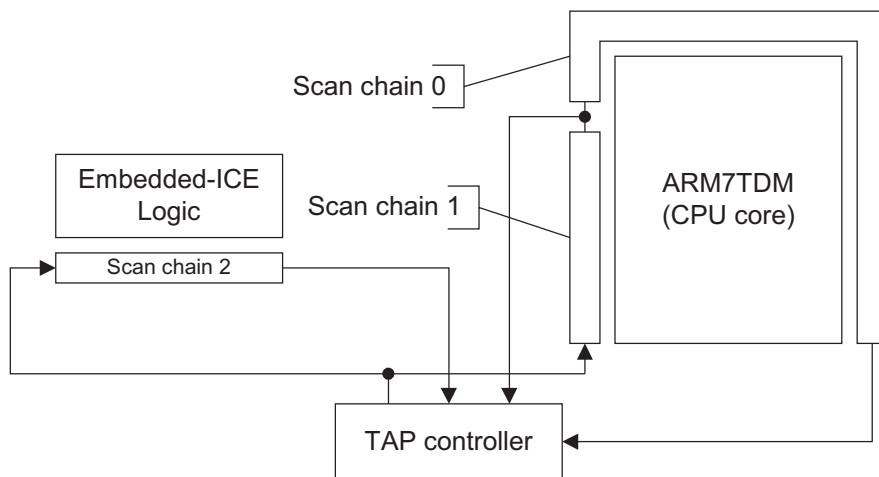 Scan chain 0
Embedded-ICE
Logic
Scan chain 1
ARM7TDM
(CPU core)
Scan chain 2
TAP controller